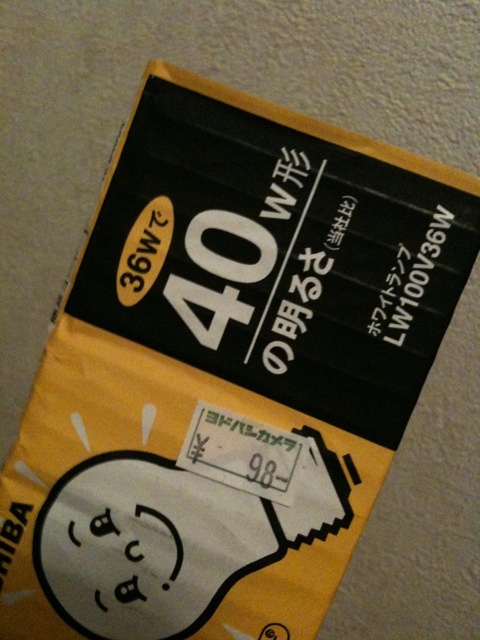 36Wで
40W形
の明るさ(当社比)
ホワイトランプ
LW100V36W
ヨドバシカメラ
98-
HIBA